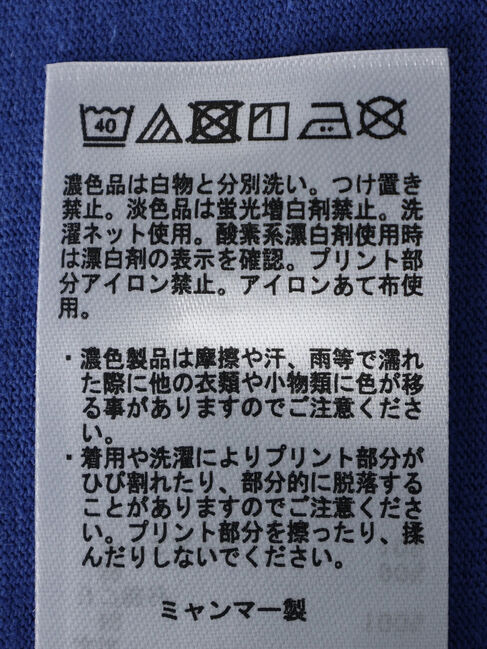 40
濃色品は白物と分別洗い。つけ置き
禁止。淡色品は蛍光増白剤禁止。洗
濯ネット使用。酸素系漂白剤使用時
は漂白剤の表示を確認。プリント部
分アイロン禁止。アイロンあて布使
用。
・濃色製品は摩擦や汗、雨等で濡れ
た際に他の衣類や小物類に色が移
る事がありますのでご注意くださ
い。
・着用や洗濯によりプリント部分が
ひび割れたり、部分的に脱落する
ことがありますのでご注意くださ
い。プリント部分を擦ったり、揉
んだりしないでください。
ミャンマー製